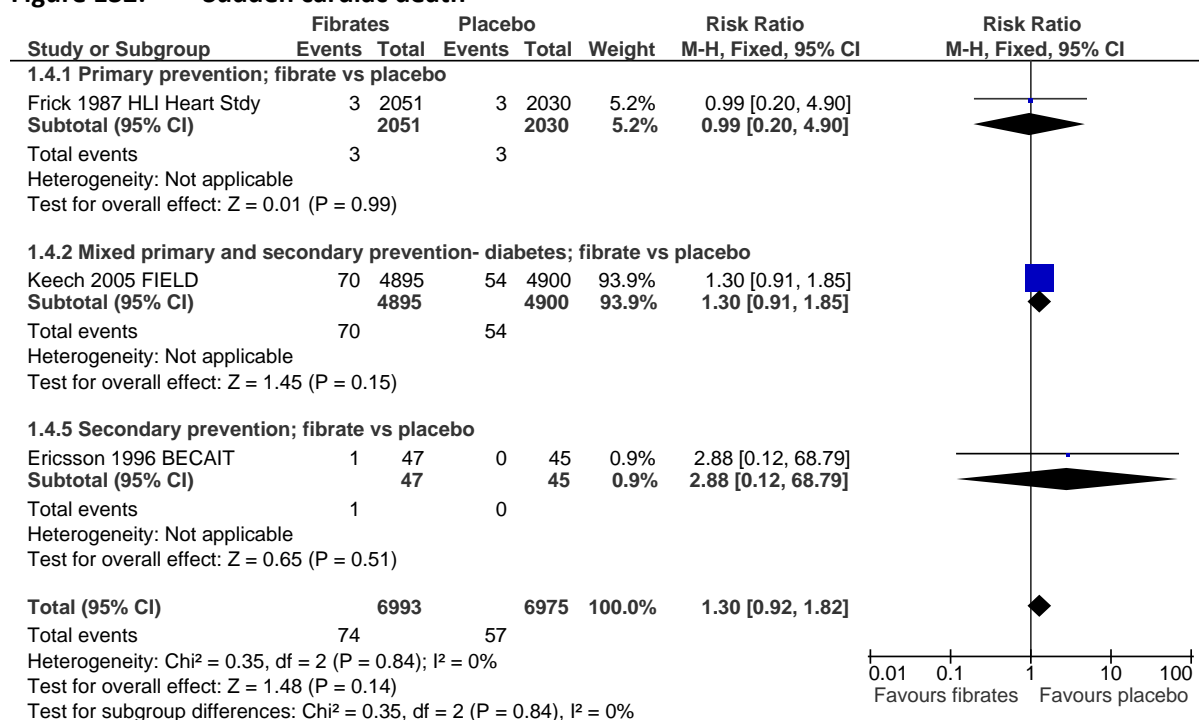 Fibrates Placebo Risk Ratio Risk Ratio
Study or Subgroup Events Total Events Total Weight M-H, Fixed, 95% CI M-H, Fixed, 95% CI
1.4.1 Primary prevention; fibrate vs placebo
Frick 1987 HLI Heart Stdy 3 2051 3 2030 5.2% 0.99 [0.20, 4.90]
Subtotal (95% CI) 2051 2030 5.2% 0.99 [0.20, 4.90]
Total events 3 3
Heterogeneity: Not applicable
Test for overall effect: Z = 0.01 (P = 0.99)
1.4.2 Mixed primary and secondary prevention- diabetes; fibrate vs placebo
Keech 2005 FIELD 70 4895 54 4900 93.9% 1.30 [0.91, 1.85]
Subtotal (95% CI) 4895 4900 93.9% 1.30 [0.91, 1.85]
Total events 70 54
Heterogeneity: Not applicable
Test for overall effect: Z = 1.45 (P = 0.15)
1.4.5 Secondary prevention; fibrate vs placebo
Ericsson 1996 BECAIT 1 47 0 45 0.9% 2.88 [0.12, 68.79]
Subtotal (95% CI) 47 45 0.9% 2.88 [0.12, 68.79]
Total events 1 0
Heterogeneity: Not applicable
Test for overall effect: Z = 0.65 (P = 0.51)
Total (95% CI) 6993 6975 100.0% 1.30 [0.92, 1.82]
Total events 74 57
Heterogeneity: Chi² = 0.35, df = 2 (P = 0.84); I² = 0%
Test for overall effect: Z = 1.48 (P = 0.14)
Test for subgroup differences: Chi² = 0.35, df = 2 (P = 0.84), I² = 0%
0.01 0.1 1 10 100
Favours fibrates Favours placebo